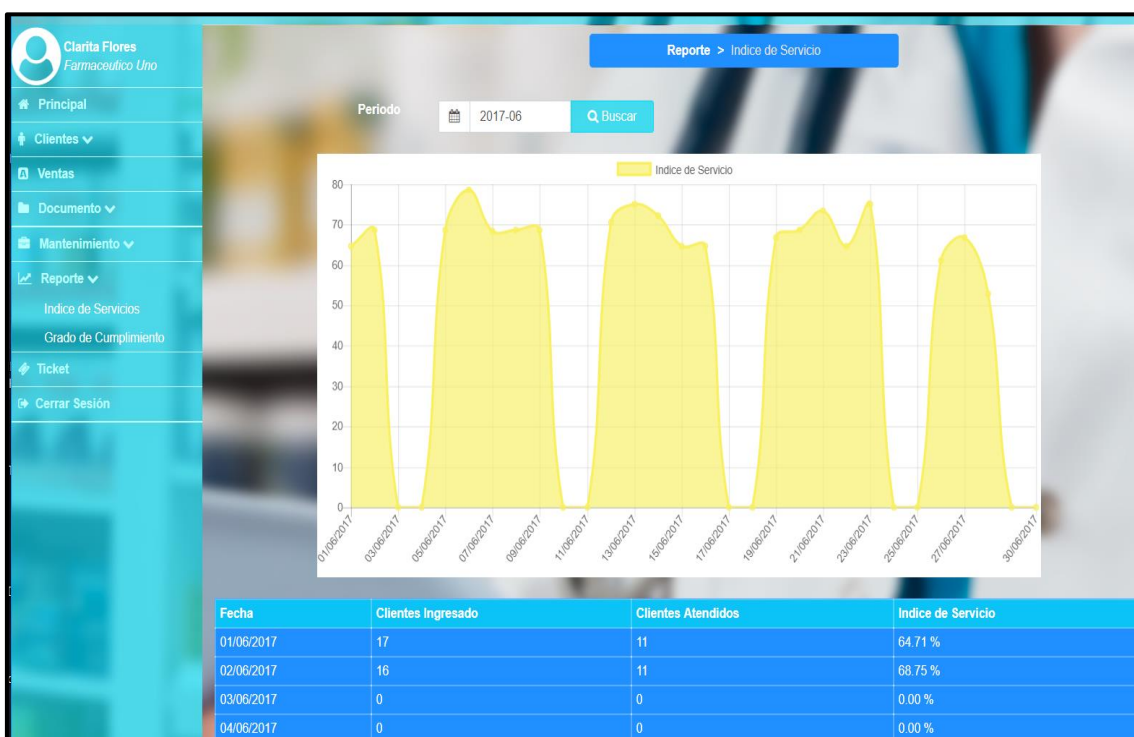 Clarita Flores
Farmaceutico Uno
Principal
Clientes
Ventas
Documento
Mantenimiento
Reporte
Indice de Servicios
Grado de Cumplimiento
Ticket
Cerrar Sesión
Reporte > Indice de Servicio
Periodo 2017-06 Buscar
Indice de Servicio
80
70
60
50
40
30
20
10
0
01/06/2017 03/06/2017 05/06/2017 07/06/2017 09/06/2017 11/06/2017 13/06/2017 15/06/2017 17/06/2017 19/06/2017 21/06/2017 23/06/2017 25/06/2017 27/06/2017 30/06/2017
Fecha Clientes Ingresado Clientes Atendidos Indice de Servicio
01/06/2017 17 11 64.71 %
02/06/2017 16 11 68.75 %
03/06/2017 0 0 0.00 %
04/06/2017 0 0 0.00 %